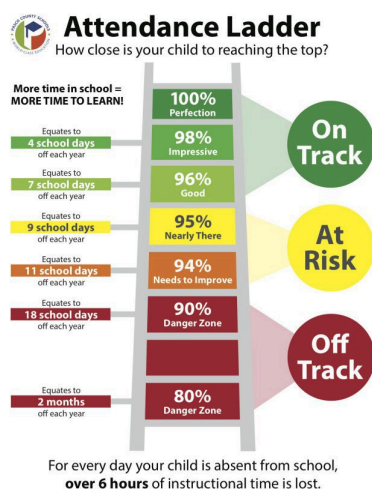 Attendance Ladder
How close is your child to reaching the top?
More time in school =
MORE TIME TO LEARN!
100%
Perfection
Equates to
4 school days
off each year
98%
Impressive
On
Track
Equates to
7 school days
off each year
96%
Good
Equates to
9 school days
off each year
95%
Nearly There
At
Risk
Equates to
11 school days
off each year
94%
Needs to Improve
Equates to
18 school days
off each year
90%
Danger Zone
Off
Track
Equates to
2 months
off each year
80%
Danger Zone
For every day your child is absent from school,
over 6 hours of instructional time is lost.